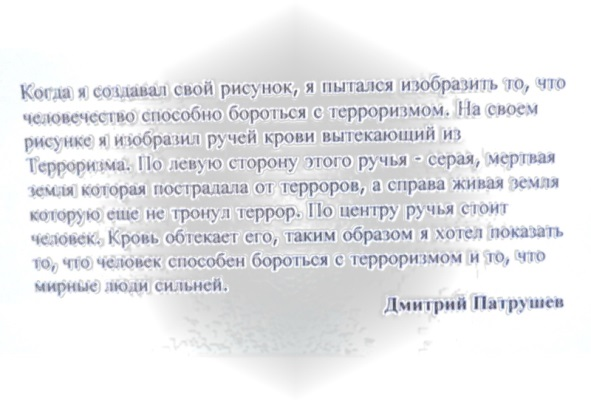 Когда я создавал свой рисунок, я пытался изобразить то, что
человечество способно бороться с терроризмом. На своем
рисунке я изобразил ручей крови вытекающий из
Терроризма. По левую сторону этого ручья - серая, мертвая
земля которая пострадала от терроров, а справа живая земля
которую еще не тронул террор. По центру ручья стоит
человек. Кровь обтекает его, таким образом я хотел показать
то, что человек способен бороться с терроризмом и то, что
мирные люди сильней.
Дмитрий Патрушев